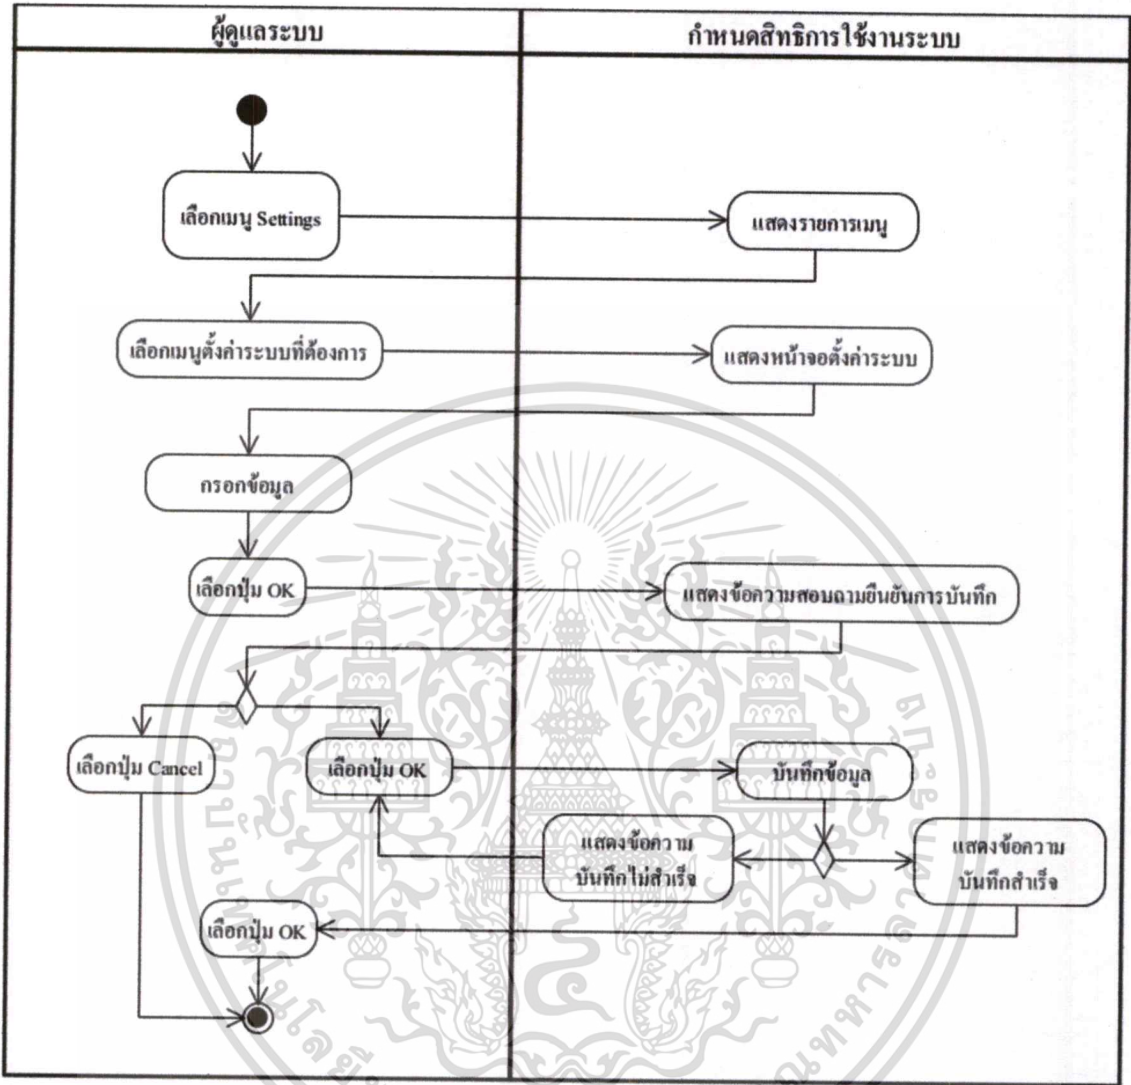 ผู้ดูแลระบบ
กำหนดสิทธิการใช้งานระบบ
เลือกเมนู Settings
แสดงรายการเมนู
เลือกเมนูตั้งค่าระบบที่ต้องการ
แสดงหน้าจอตั้งค่าระบบ
กรอกข้อมูล
เลือกปุ่ม OK
แสดงข้อความสอบถามยืนยันการบันทึก
เลือกปุ่ม Cancel
เลือกปุ่ม OK
บันทึกข้อมูล
แสดงข้อความ
บันทึกไม่สำเร็จ
แสดงข้อความ
บันทึกสำเร็จ
เลือกปุ่ม OK